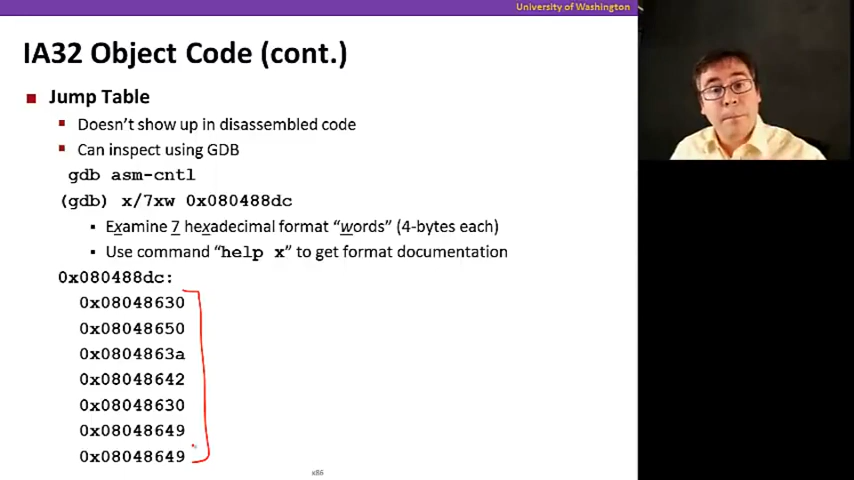 University of Washington
IA32 Object Code (cont.)
Jump Table
Doesn't show up in disassembled code
Can inspect using GDB
gdb asm-cntl
(gdb) x/7xw 0x080488dc
Examine 7 hexadecimal format “words” (4-bytes each)
Use command “help x” to get format documentation
0x080488dc:
0x08048630
0x08048650
0x0804863a
0x08048642
0x08048630
0x08048649
0x08048649
x86